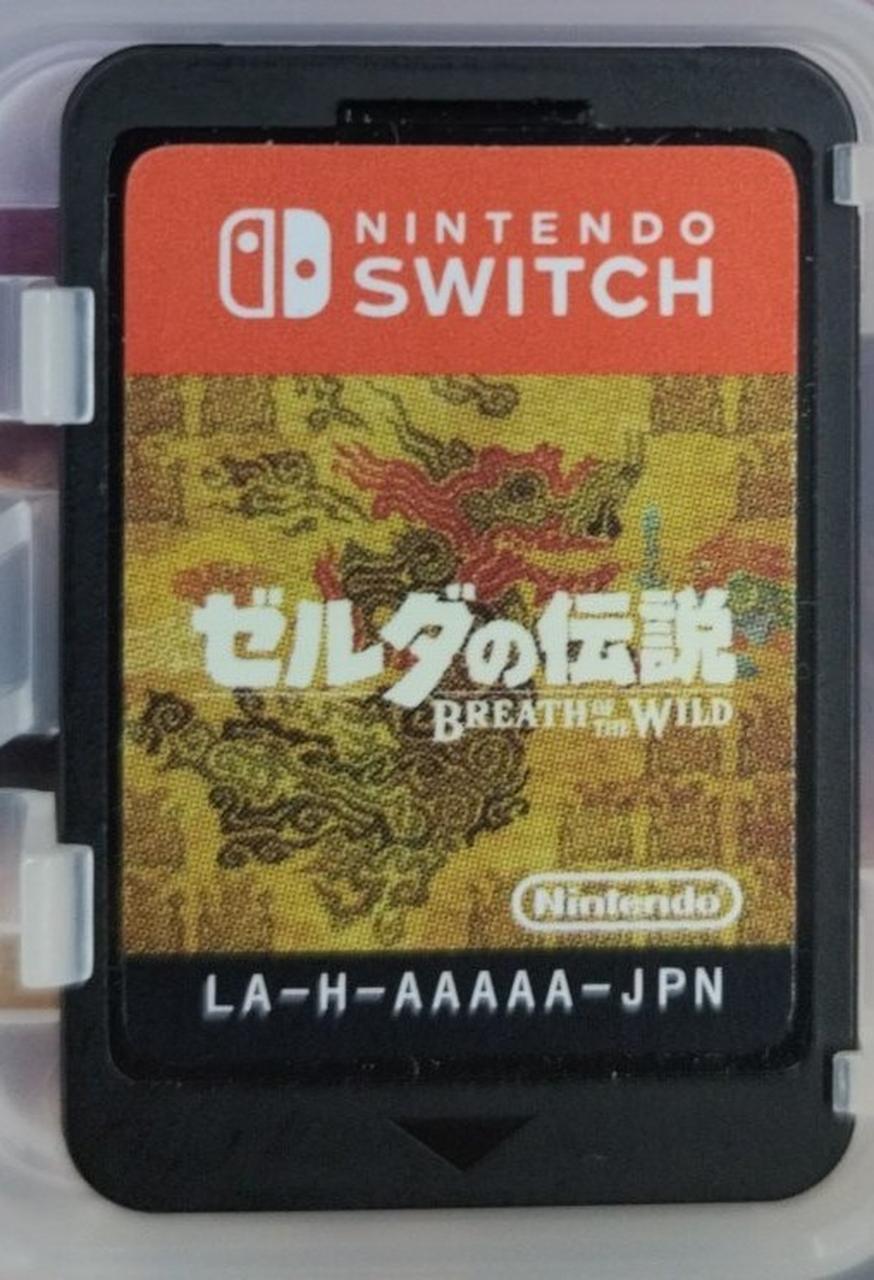 NINTENDO
SWITCH
ゼルダの伝説
BREATH OF THE WILD
Nintendo
LA-H-AAAAA-JPN